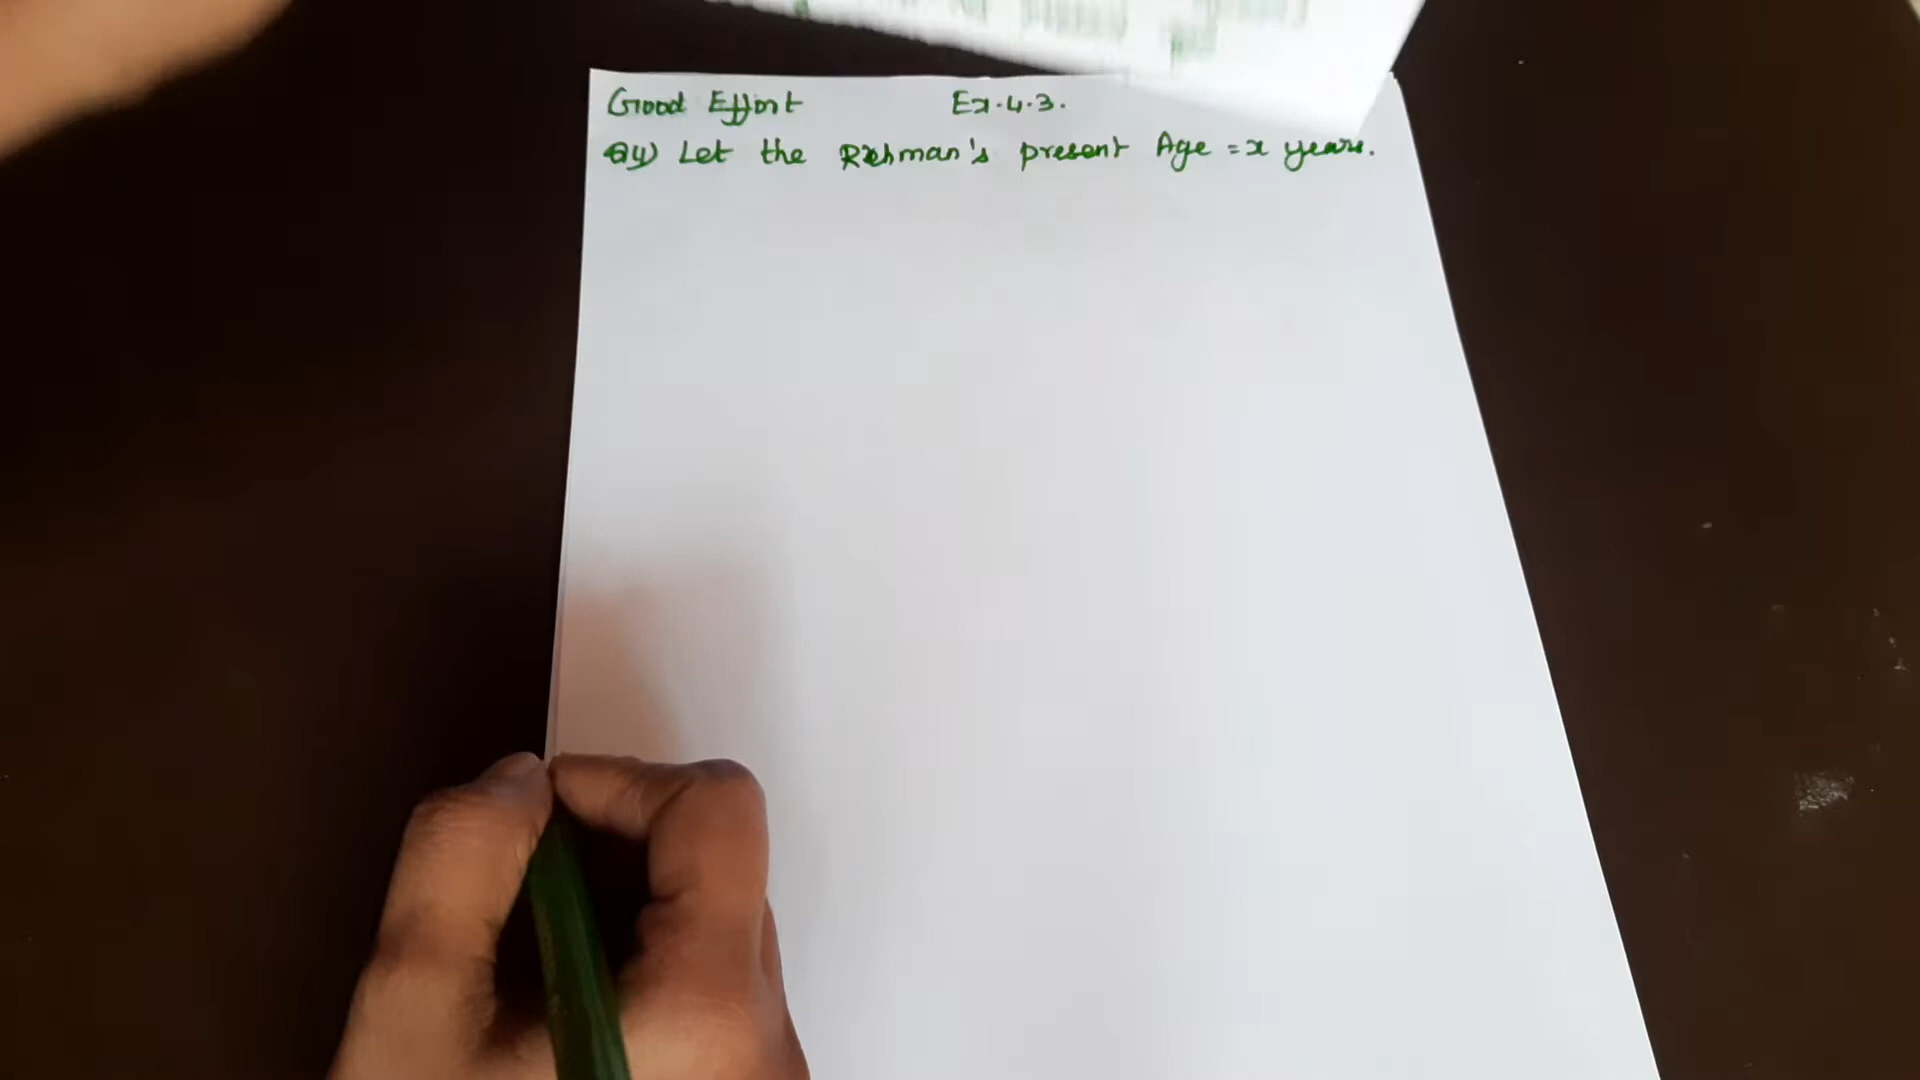 Good Effort Ex.4.3.
Q4) Let the Rehman's present Age = x years.